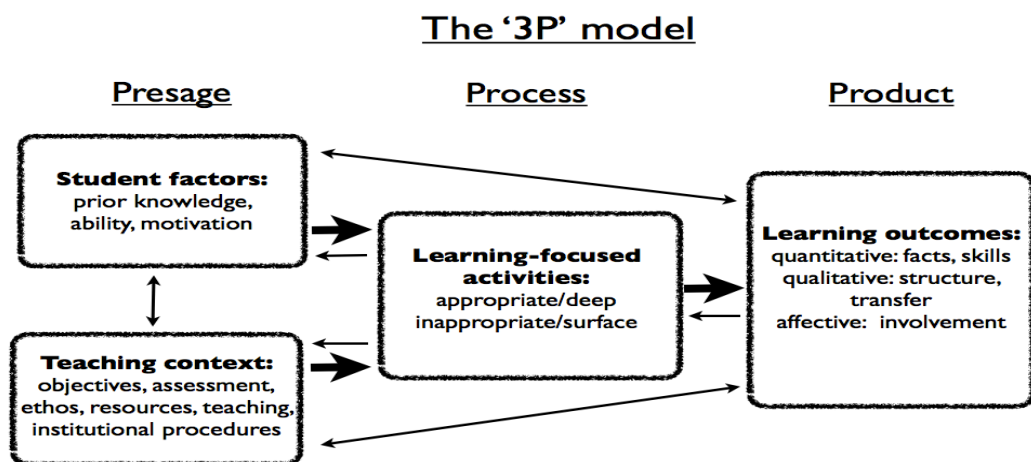 The ‘3P’ model
Presage
Process
Product
Student factors:
prior knowledge,
ability, motivation
Teaching context:
objectives, assessment,
ethos, resources, teaching,
institutional procedures
Learning-focused
activities:
appropriate/deep
inappropriate/surface
Learning outcomes:
quantitative: facts, skills
qualitative: structure,
transfer
affective: involvement